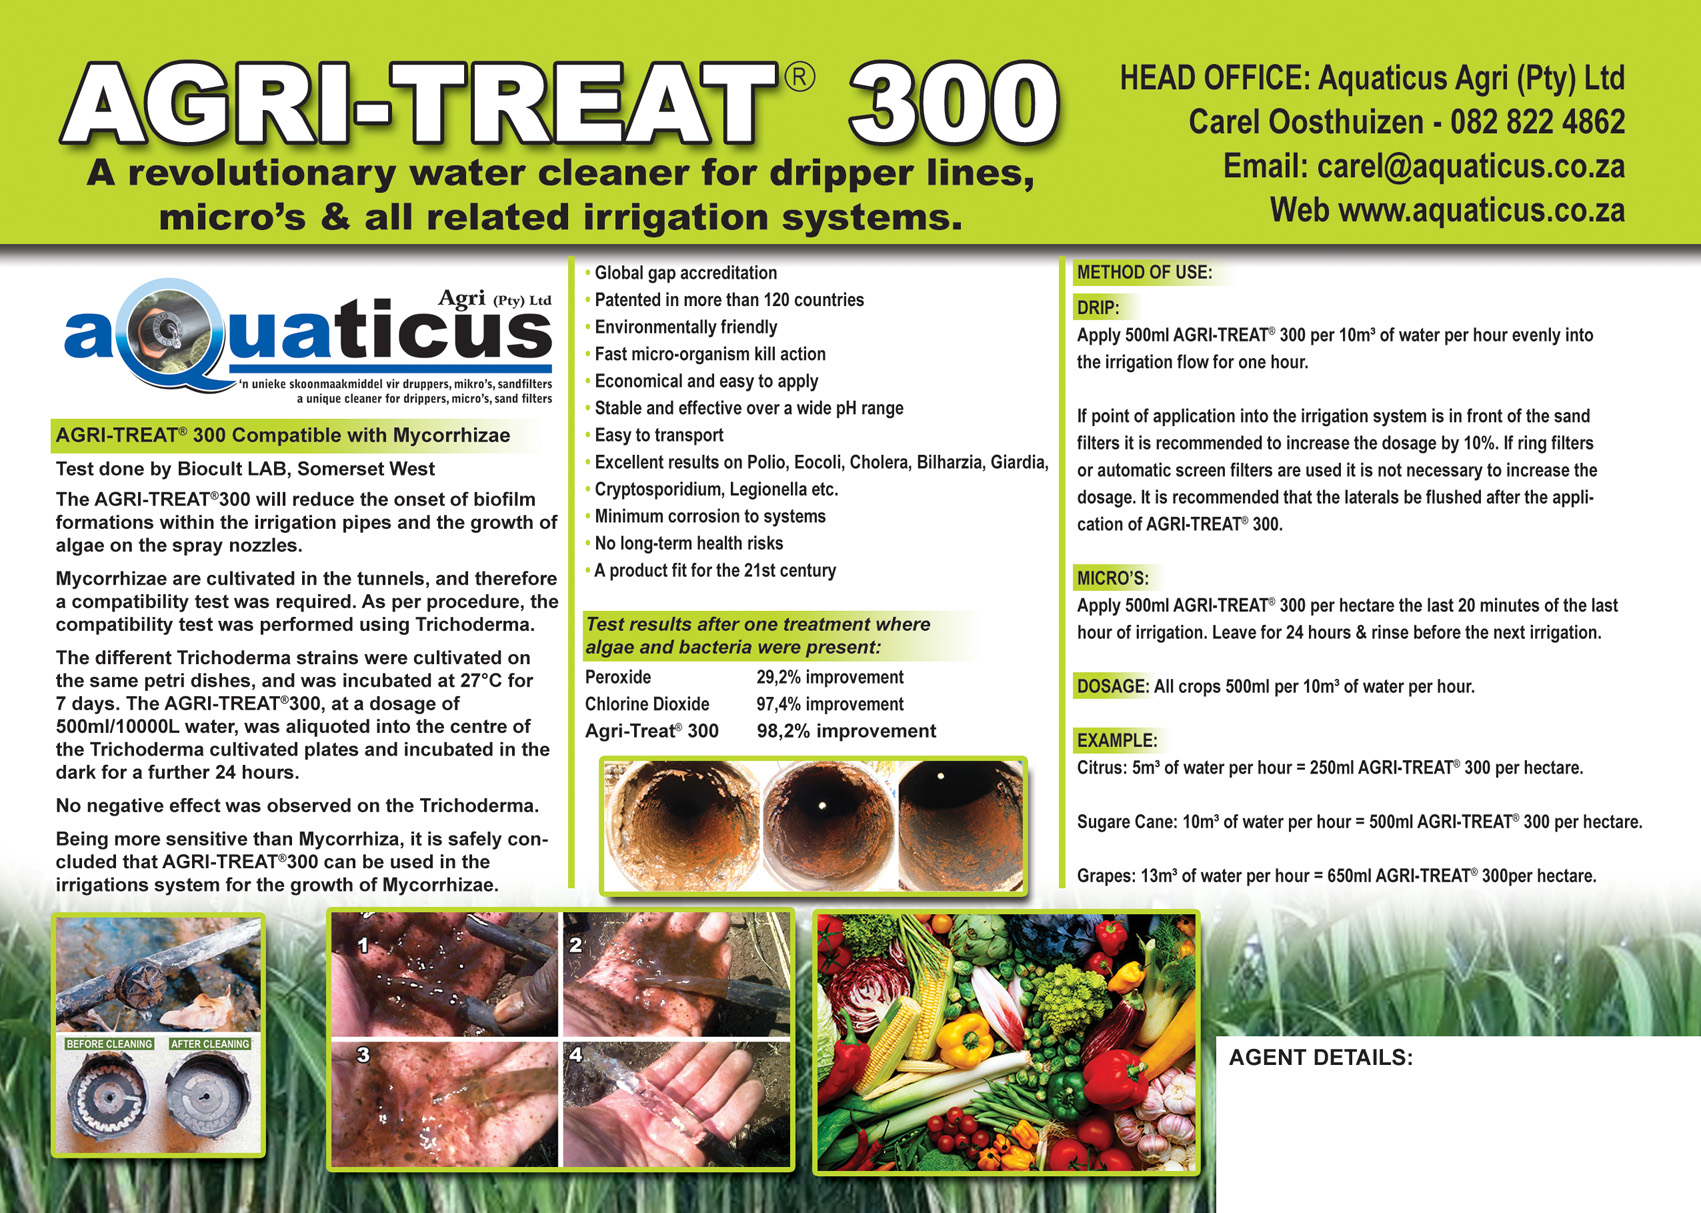 AGRI-TREAT® 300
A revolutionary water cleaner for dripper lines,
micro's & all related irrigation systems.
HEAD OFFICE: Aquaticus Agri (Pty) Ltd
Carel Oosthuizen - 082 822 4862
Email: carel@aquaticus.co.za
Web www.aquaticus.co.za
aQuaticus
Agri (Pty) Ltd
'n unieke skoonmaakmiddel vir druppers, mikro's, sandfilters
a unique cleaner for drippers, micro's, sand filters
AGRI-TREAT® 300 Compatible with Mycorrhizae
Test done by Biocult LAB, Somerset West
The AGRI-TREAT®300 will reduce the onset of biofilm
formations within the irrigation pipes and the growth of
algae on the spray nozzles.
Mycorrhizae are cultivated in the tunnels, and therefore
a compatibility test was required. As per procedure, the
compatibility test was performed using Trichoderma.
The different Trichoderma strains were cultivated on
the same petri dishes, and was incubated at 27°C for
7 days. The AGRI-TREAT®300, at a dosage of
500ml/10000L water, was aliquoted into the centre of
the Trichoderma cultivated plates and incubated in the
dark for a further 24 hours.
No negative effect was observed on the Trichoderma.
Being more sensitive than Mycorrhiza, it is safely con-
cluded that AGRI-TREAT®300 can be used in the
irrigations system for the growth of Mycorrhizae.
• Global gap accreditation
• Patented in more than 120 countries
• Environmentally friendly
• Fast micro-organism kill action
• Economical and easy to apply
• Stable and effective over a wide pH range
• Easy to transport
• Excellent results on Polio, Eocoli, Cholera, Bilharzia, Giardia,
• Cryptosporidium, Legionella etc.
• Minimum corrosion to systems
• No long-term health risks
• A product fit for the 21st century
Test results after one treatment where
algae and bacteria were present:
Peroxide 29,2% improvement
Chlorine Dioxide 97,4% improvement
Agri-Treat® 300 98,2% improvement
METHOD OF USE:
DRIP:
Apply 500ml AGRI-TREAT® 300 per 10m³ of water per hour evenly into
the irrigation flow for one hour.
If point of application into the irrigation system is in front of the sand
filters it is recommended to increase the dosage by 10%. If ring filters
or automatic screen filters are used it is not necessary to increase the
dosage. It is recommended that the laterals be flushed after the appli-
cation of AGRI-TREAT® 300.
MICRO'S:
Apply 500ml AGRI-TREAT® 300 per hectare the last 20 minutes of the last
hour of irrigation. Leave for 24 hours & rinse before the next irrigation.
DOSAGE: All crops 500ml per 10m³ of water per hour.
EXAMPLE:
Citrus: 5m³ of water per hour = 250ml AGRI-TREAT® 300 per hectare.
Sugare Cane: 10m³ of water per hour = 500ml AGRI-TREAT® 300 per hectare.
Grapes: 13m³ of water per hour = 650ml AGRI-TREAT® 300per hectare.
BEFORE CLEANING
AFTER CLEANING
1
2
3
4
AGENT DETAILS: